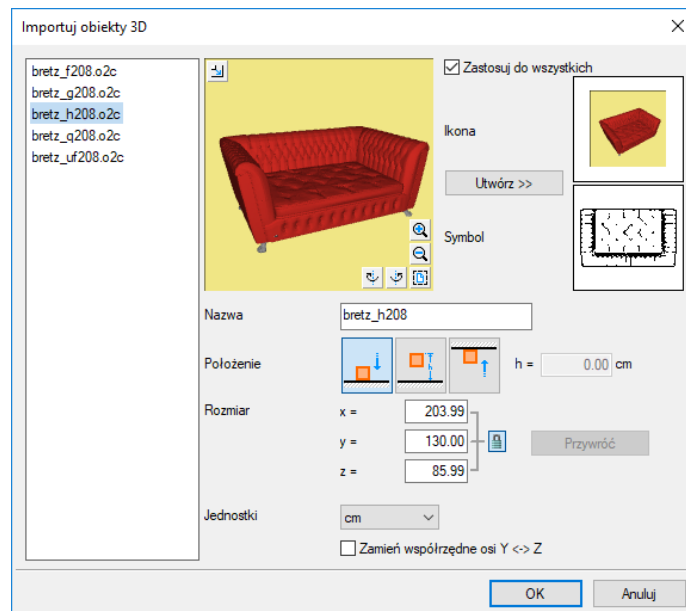 Importuj obiekty 3D
bretz_f208.o2c
bretz_g208.o2c
bretz_h208.o2c
bretz_q208.o2c
bretz_uf208.o2c
Zastosuj do wszystkich
Ikona
Utwórz >>
Symbol
Nazwa bretz_h208
Położenie h = 0.00 cm
Rozmiar x = 203.99
y = 130.00
z = 85.99
Przywróć
Jednostki cm
Zamień współrzędne osi Y <-> Z
OK Anuluj